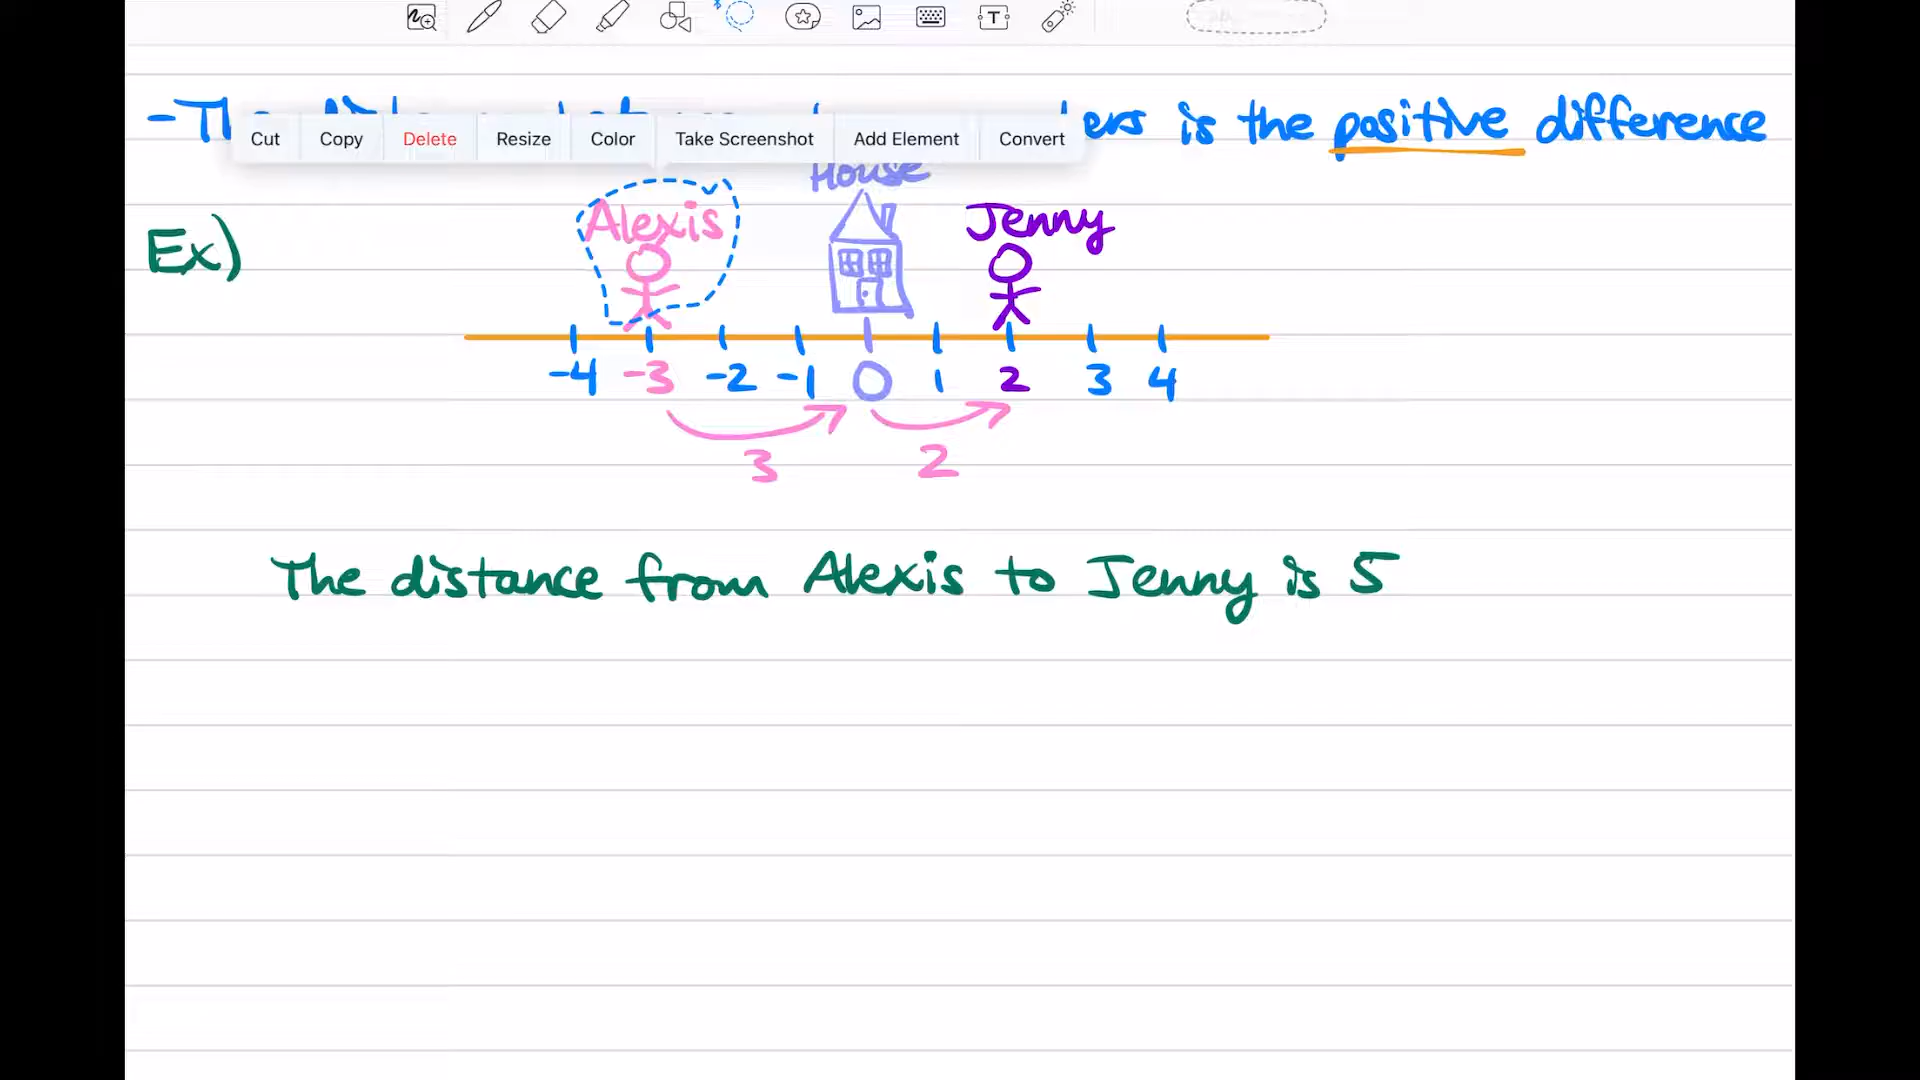 T
Cut Copy Delete Resize Color Take Screenshot Add Element Convert
- is the positive difference
House
Ex) Alexis Jenny
-4 -3 -2 -1 0 1 2 3 4
3 2
The distance from Alexis to Jenny is 5